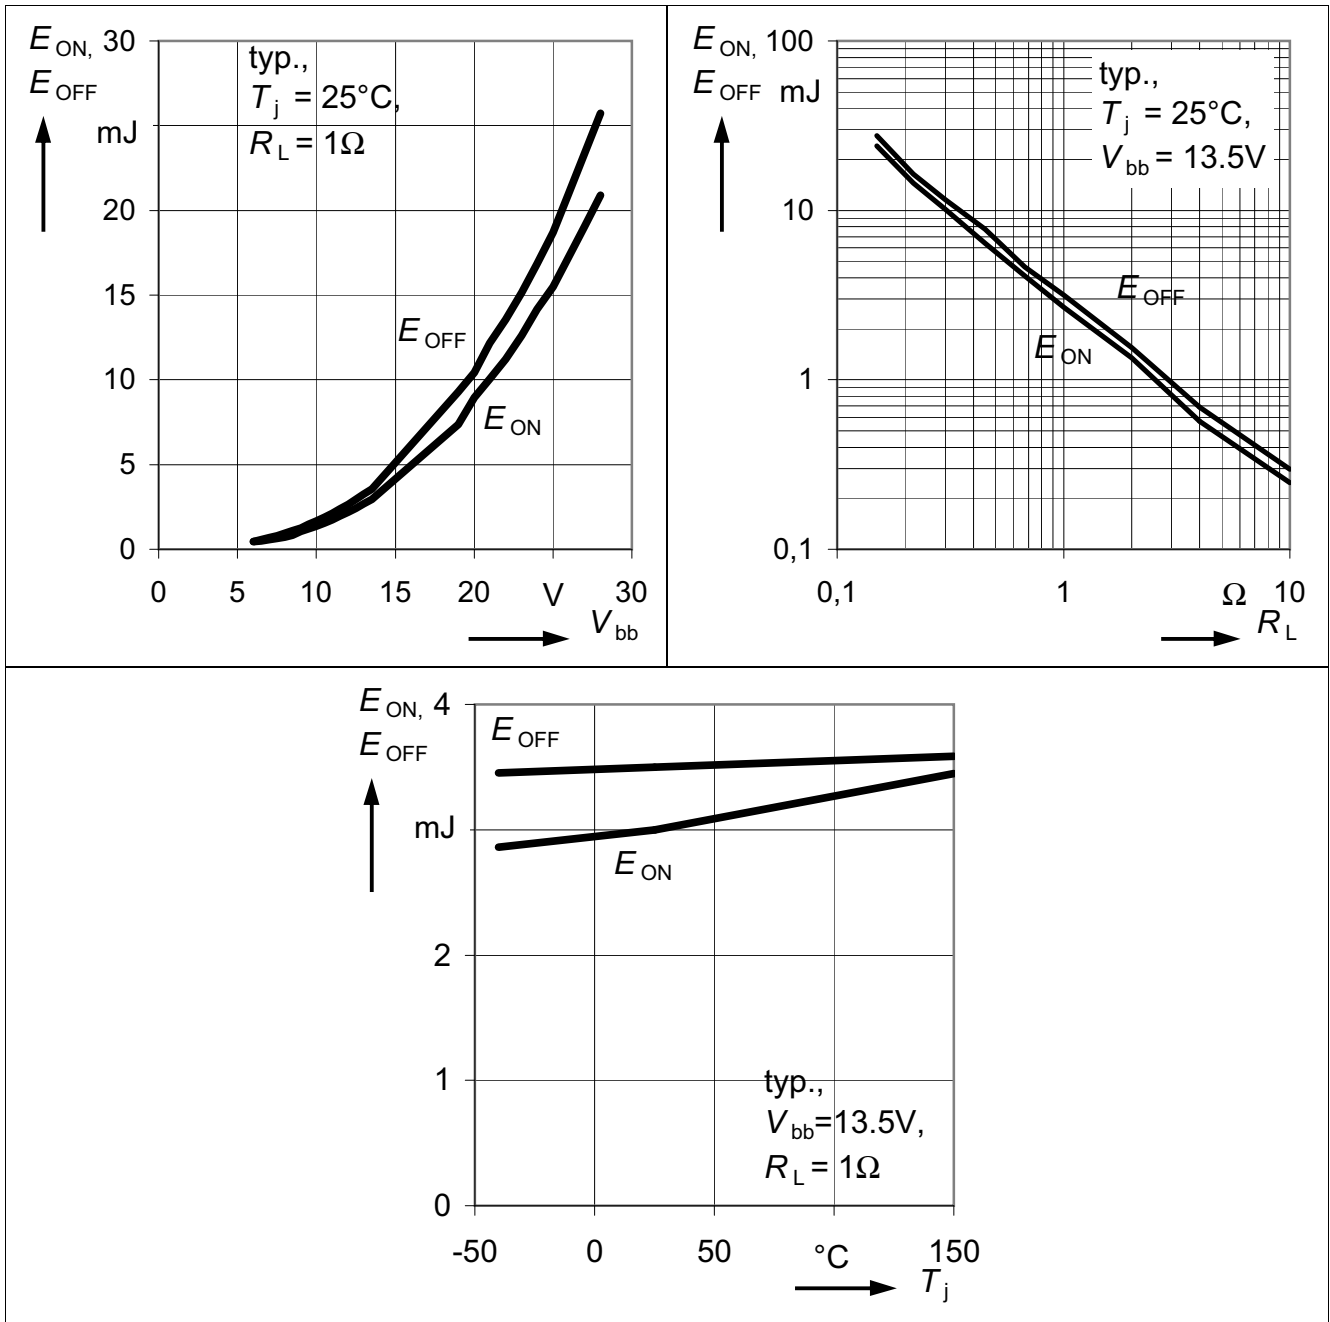 E ON, 30
E OFF
mJ
20
15
10
5
0
typ.,
T j = 25°C,
R L = 1Ω
E OFF
E ON
0 5 10 15 20 V 30
V bb
E ON, 100
E OFF mJ
10
1
0,1
typ.,
T j = 25°C,
V bb = 13.5V
E OFF
E ON
0,1 1 Ω 10
R L
E ON, 4
E OFF
mJ
2
1
0
E OFF
E ON
typ.,
V bb=13.5V,
R L = 1Ω
-50 0 50 °C 150
T j